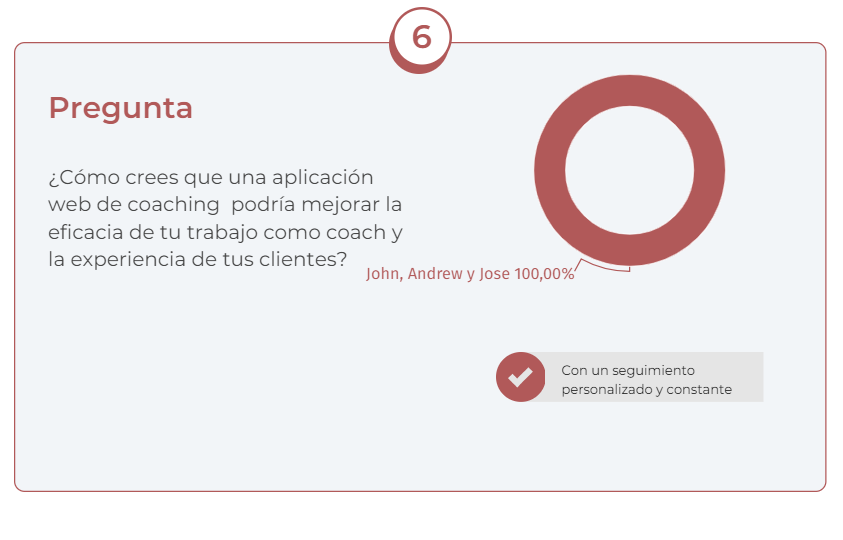 6
Pregunta
¿Cómo crees que una aplicación
web de coaching  podría mejorar la
eficacia de tu trabajo como coach y
la experiencia de tus clientes?
John, Andrew y Jose 100,00%
Con un seguimiento
personalizado y constante